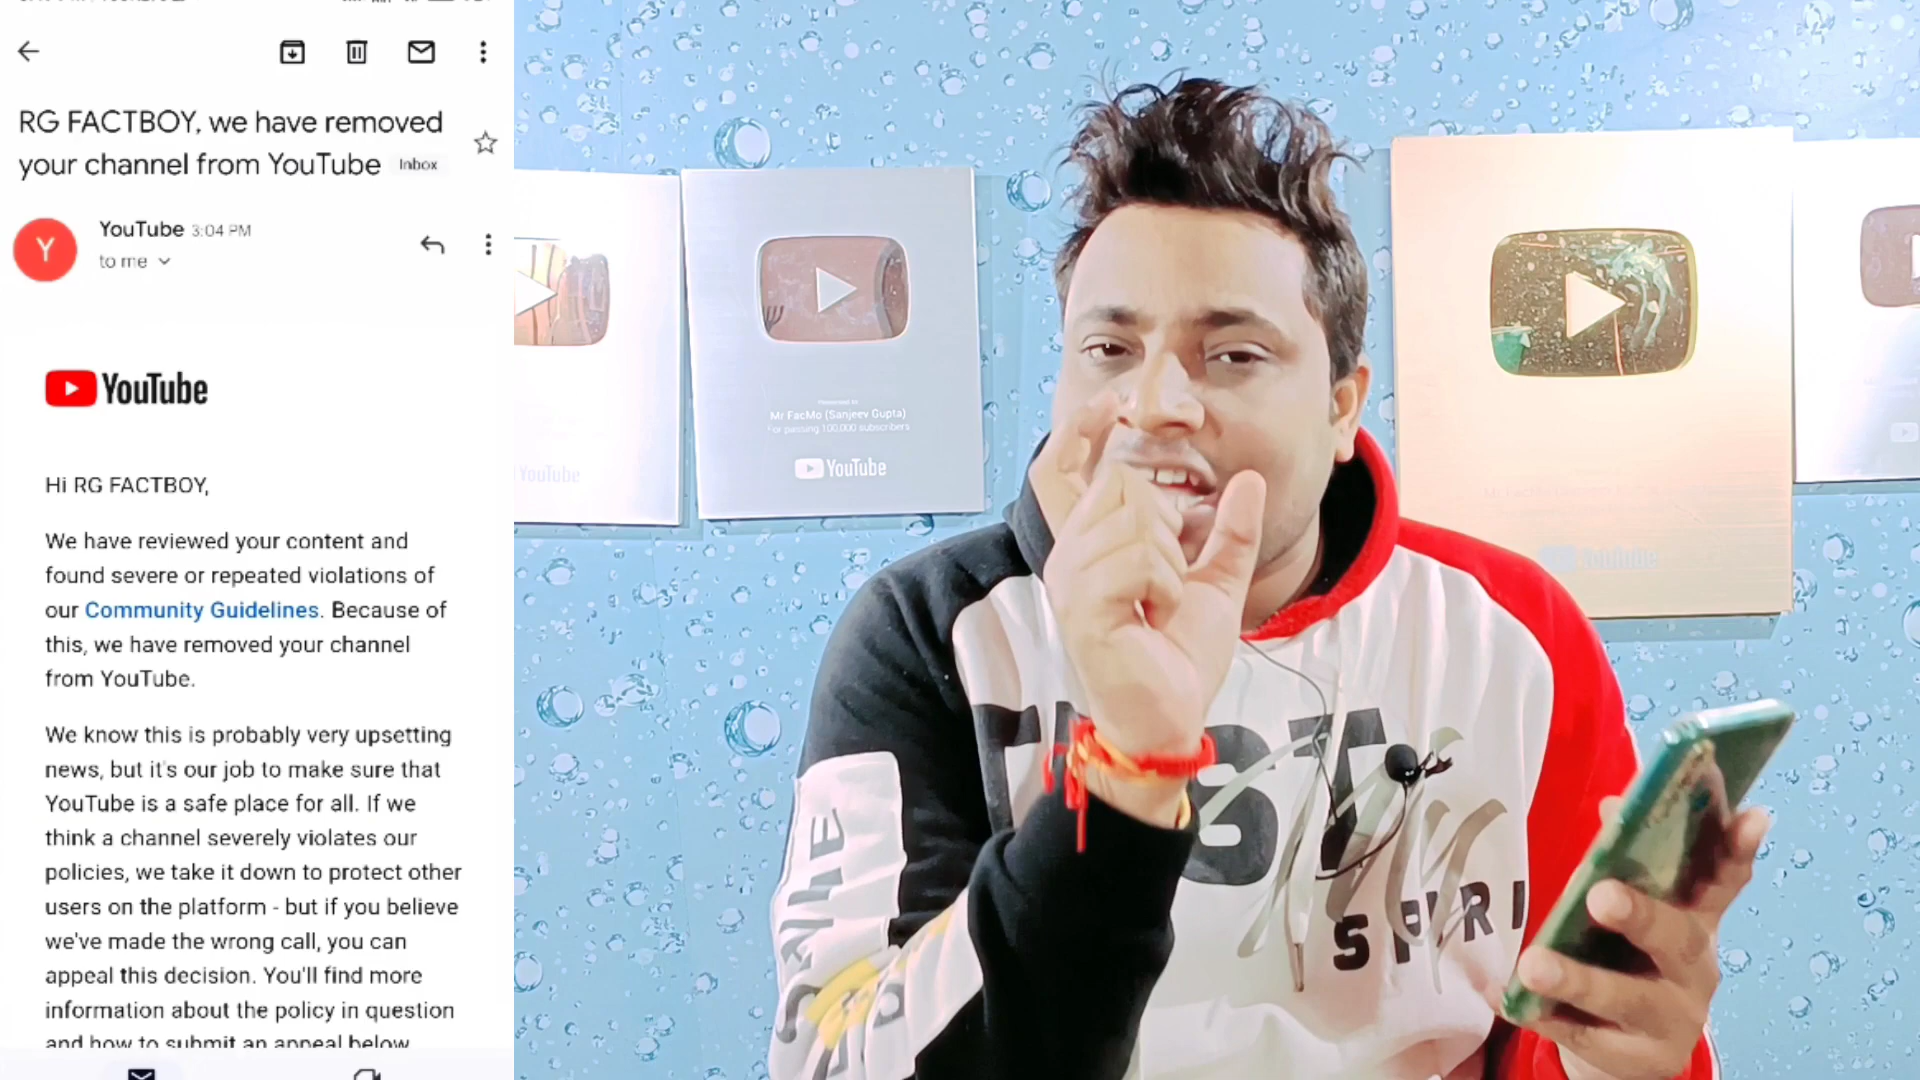 RG FACTBOY, we have removed
your channel from YouTube Inbox
YouTube 3:04 PM
to me
Y
YouTube
Hi RG FACTBOY,
We have reviewed your content and
found severe or repeated violations of
our Community Guidelines. Because of
this, we have removed your channel
from YouTube.
We know this is probably very upsetting
news, but it's our job to make sure that
YouTube is a safe place for all. If we
think a channel severely violates our
policies, we take it down to protect other
users on the platform - but if you believe
we've made the wrong call, you can
appeal this decision. You'll find more
information about the policy in question
and how to submit an appeal below
YouTube
Presented to
Mr FacMo (Sanjeev Gupta)
For passing 100,000 subscribers
YouTube
YouTube
SPIRI